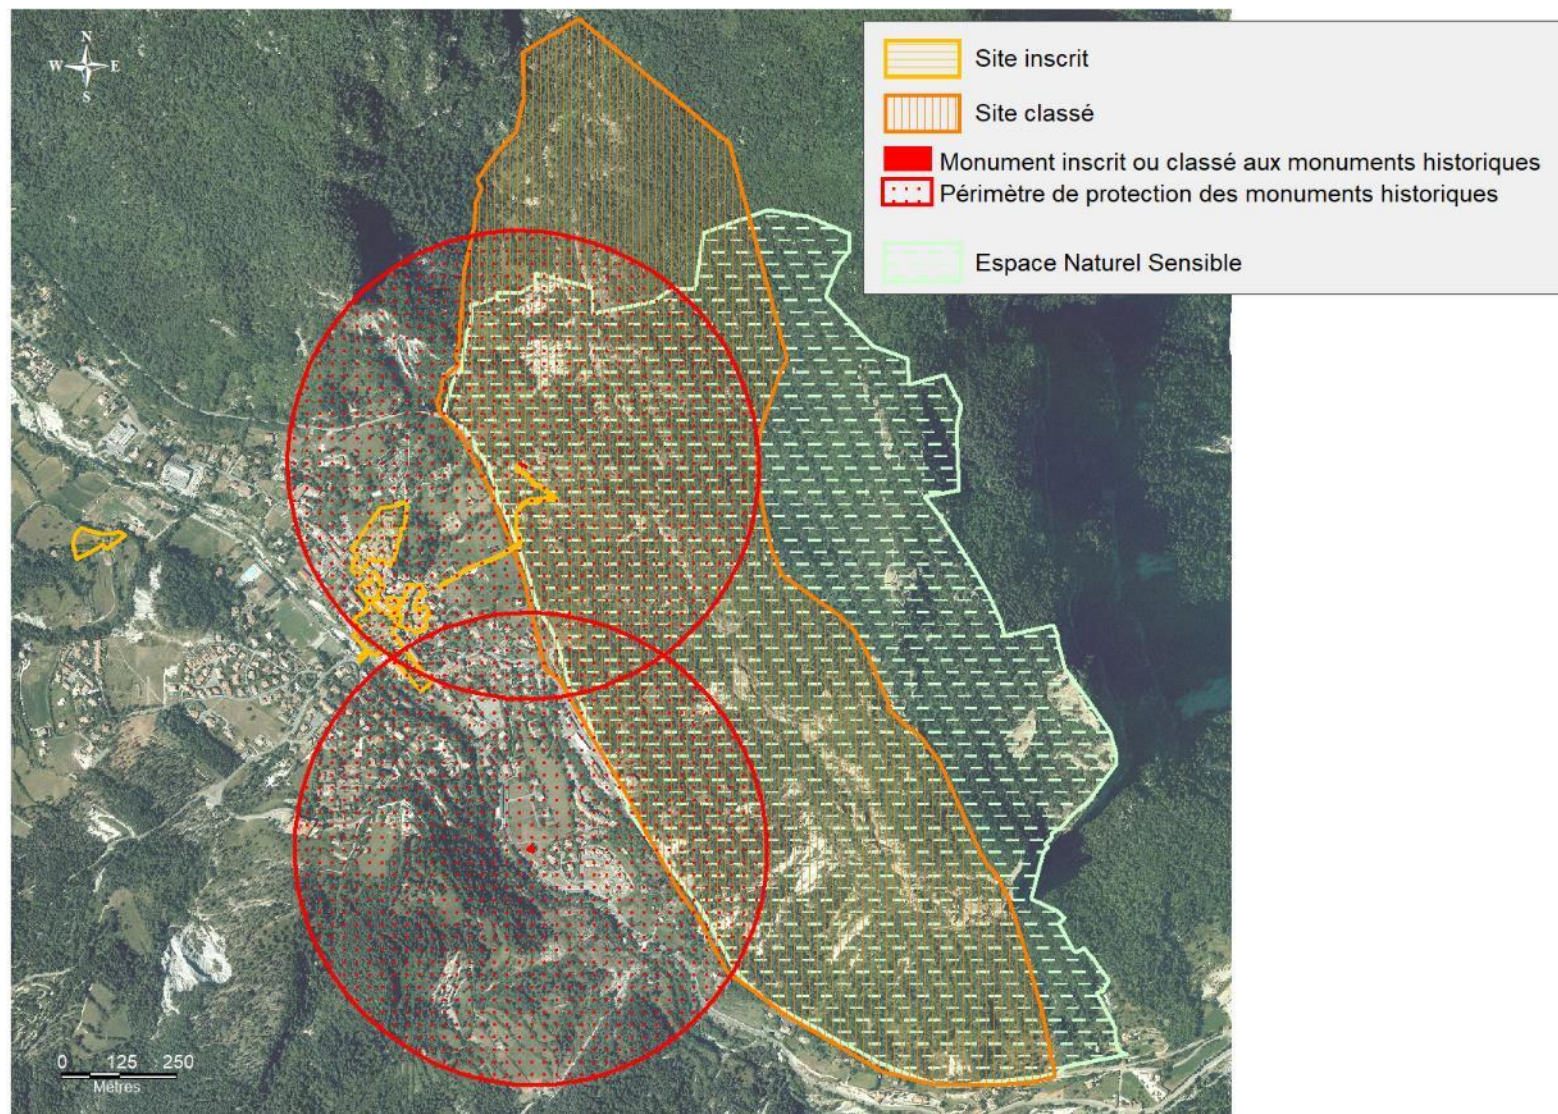 N
W E
S
Site inscrit
Site classé
Monument inscrit ou classé aux monuments historiques
Périmètre de protection des monuments historiques
Espace Naturel Sensible
0 125 250
Mètres